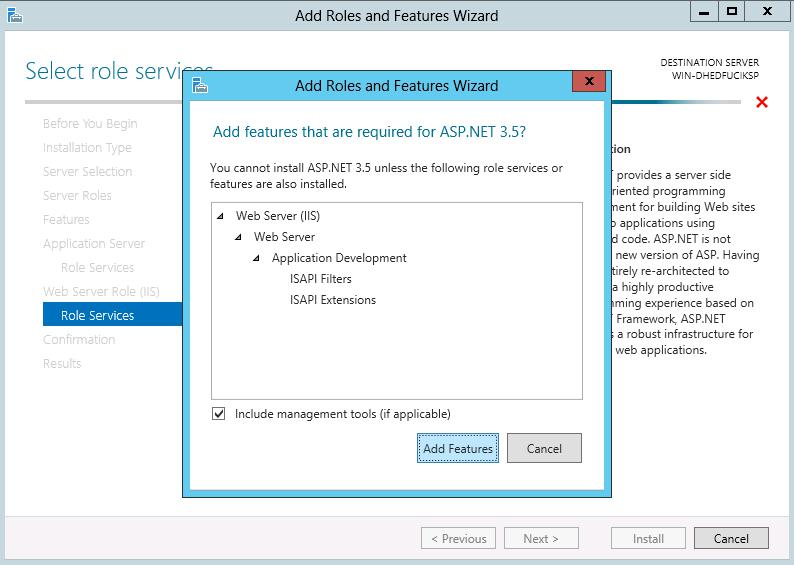 Add Roles and Features Wizard
Select role services
DESTINATION SERVER
WIN-DHEDFUCIKSP
Before You Begin
Installation Type
Server Selection
Server Roles
Features
Application Server
Role Services
Web Server Role (IIS)
Role Services
Confirmation
Results
Add Roles and Features Wizard
Add features that are required for ASP.NET 3.5?
You cannot install ASP.NET 3.5 unless the following role services or
features are also installed.
Web Server (IIS)
Web Server
Application Development
ISAPI Filters
ISAPI Extensions
Include management tools (if applicable)
Add Features
Cancel
tion
provides a server side
riented programming
ment for building Web sites
b applications using
d code. ASP.NET is not
new version of ASP. Having
tirely re-architected to
a highly productive
mming experience based on
Framework, ASP.NET
s a robust infrastructure for
web applications.
< Previous
Next >
Install
Cancel